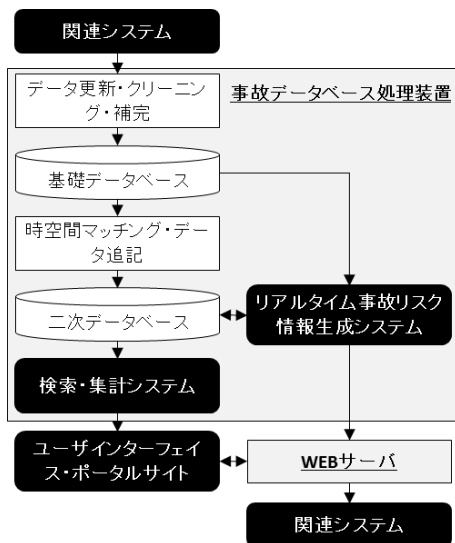 関連システム
データ更新・クリーニン
グ・補完
事故データベース処理装置
基礎データベース
時空間マッチング・デー
タ追記
二次データベース
リアルタイム事故リスク
情報生成システム
検索・集計システム
ユーザインターフェイ
ス・ポータルサイト
WEBサーバ
関連システム